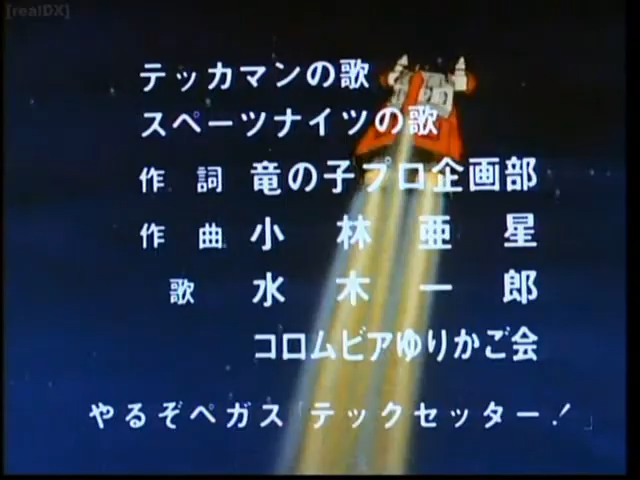 [realDX]
テッカマンの歌
スペーツナイツの歌
作詞 竜の子プロ企画部
作曲 小林亜星
歌 水木一郎
コロムビアゆりかご会
やるぞペガス「テックセッター!」